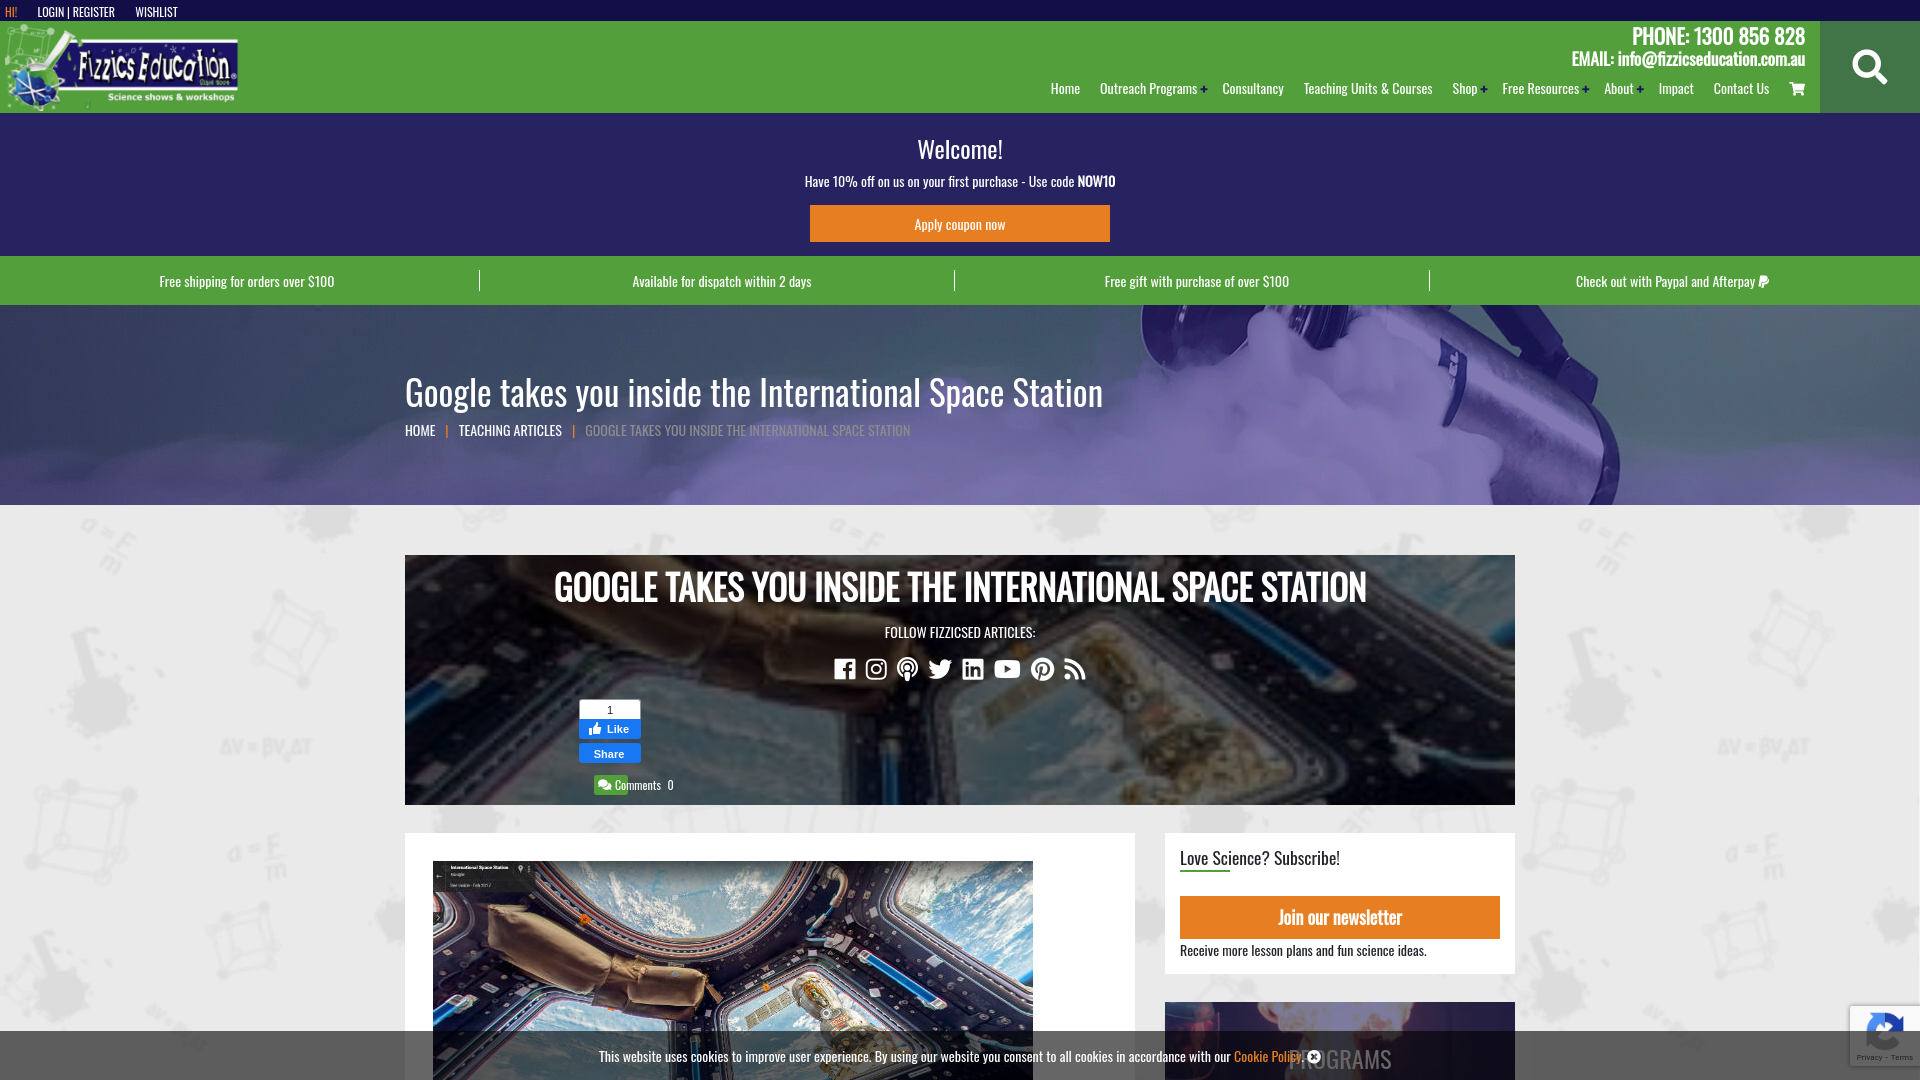 HI!
LOGIN | REGISTER
WISHLIST
Fizzics Education
Science shows & workshops
PHONE: 1300 856 828
EMAIL: info@fizzicseducation.com.au
Home
Outreach Programs +
Consultancy
Teaching Units & Courses
Shop +
Free Resources +
About +
Impact
Contact Us
Welcome!
Have 10% off on us on your first purchase - Use code NOW10
Apply coupon now
Free shipping for orders over $100
Available for dispatch within 2 days
Free gift with purchase of over $100
Check out with Paypal and Afterpay
Google takes you inside the International Space Station
HOME | TEACHING ARTICLES | GOOGLE TAKES YOU INSIDE THE INTERNATIONAL SPACE STATION
GOOGLE TAKES YOU INSIDE THE INTERNATIONAL SPACE STATION
FOLLOW FIZZICSED ARTICLES:
1
Like
Share
Comments 0
International Space Station
Google
Love Science? Subscribe!
Join our newsletter
Receive more lesson plans and fun science ideas.
PROGRAMS
This website uses cookies to improve user experience. By using our website you consent to all cookies in accordance with our Cookie Policy.
Privacy - Terms